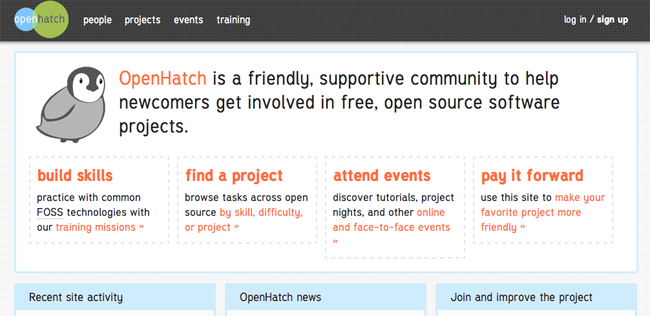 openhatch people projects events training log in / sign up
OpenHatch is a friendly, supportive community to help
newcomers get involved in free, open source software
projects.
build skills
practice with common
FOSS technologies with
our training missions »
find a project
browse tasks across open
source by skill, difficulty,
or project »
attend events
discover tutorials, project
nights, and other online
and face-to-face events
»
pay it forward
use this site to make your
favorite project more
friendly »
Recent site activity
OpenHatch news
Join and improve the project